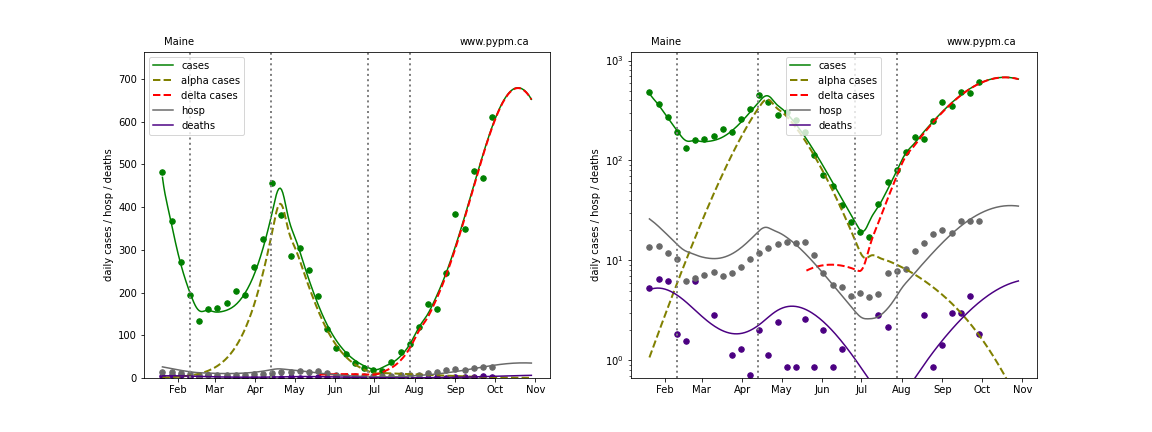 Maine
www.pypm.ca
cases
alpha cases
delta cases
hosp
deaths
daily cases / hosp / deaths
700
600
500
400
300
200
100
0
Feb
Mar
Apr
May
Jun
Jul
Aug
Sep
Oct
Nov
Maine
www.pypm.ca
cases
alpha cases
delta cases
hosp
deaths
daily cases / hosp / deaths
10³
10²
10¹
10⁰
Feb
Mar
Apr
May
Jun
Jul
Aug
Sep
Oct
Nov